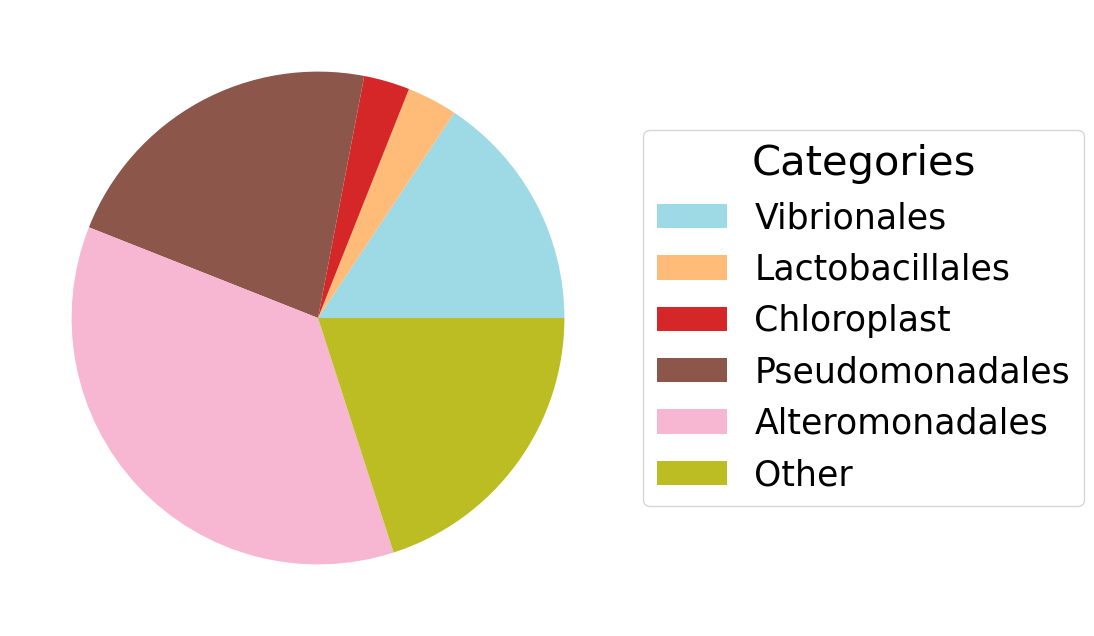 Categories
Vibrionales
Lactobacillales
Chloroplast
Pseudomonadales
Alteromonadales
Other